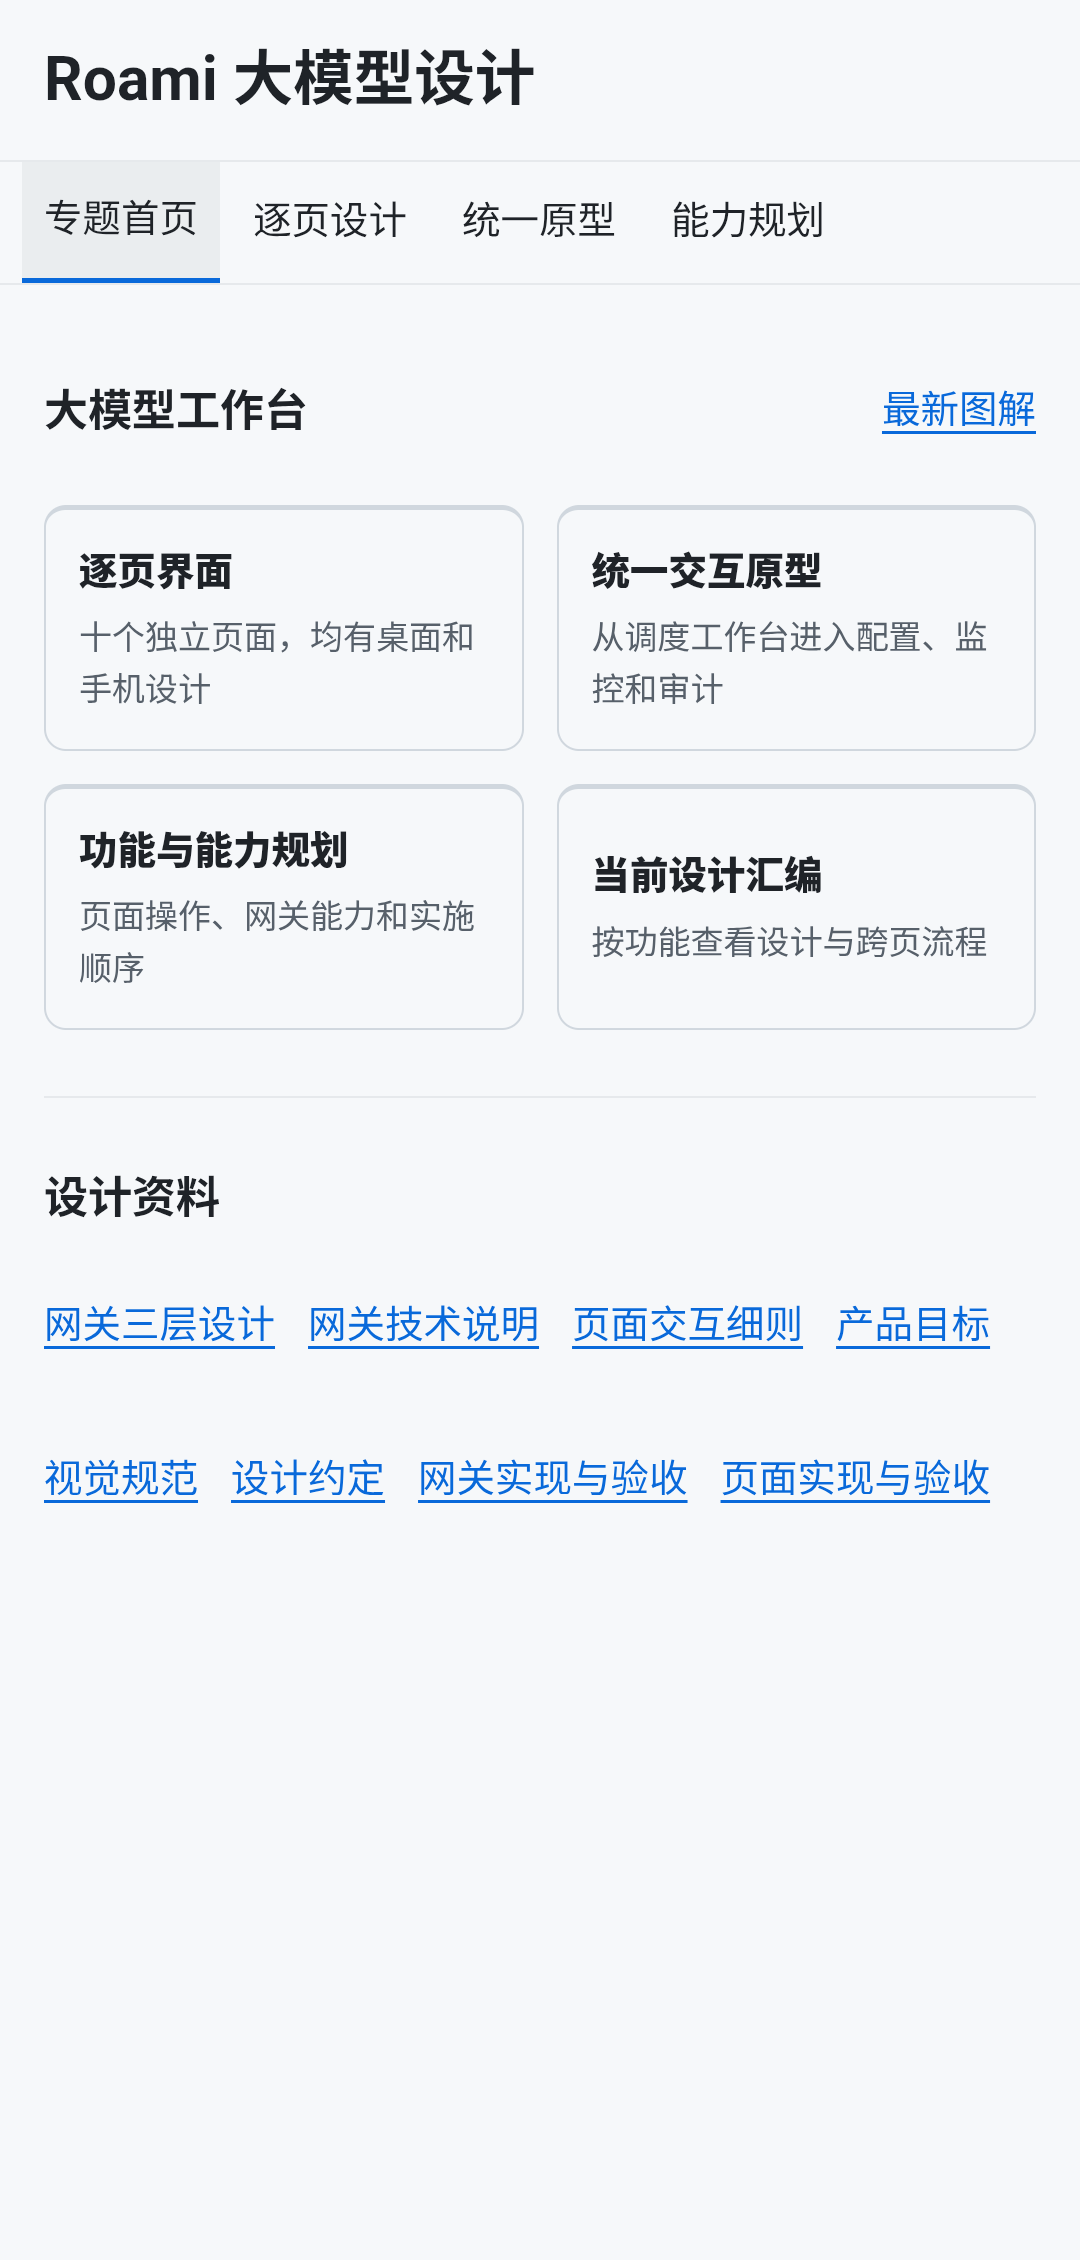 Roami 大模型设计
专题首页 逐页设计 统一原型 能力规划
大模型工作台 最新图解
逐页界面
十个独立页面，均有桌面和
手机设计
统一交互原型
从调度工作台进入配置、监
控和审计
功能与能力规划
页面操作、网关能力和实施
顺序
当前设计汇编
按功能查看设计与跨页流程
设计资料
网关三层设计 网关技术说明 页面交互细则 产品目标
视觉规范 设计约定 网关实现与验收 页面实现与验收